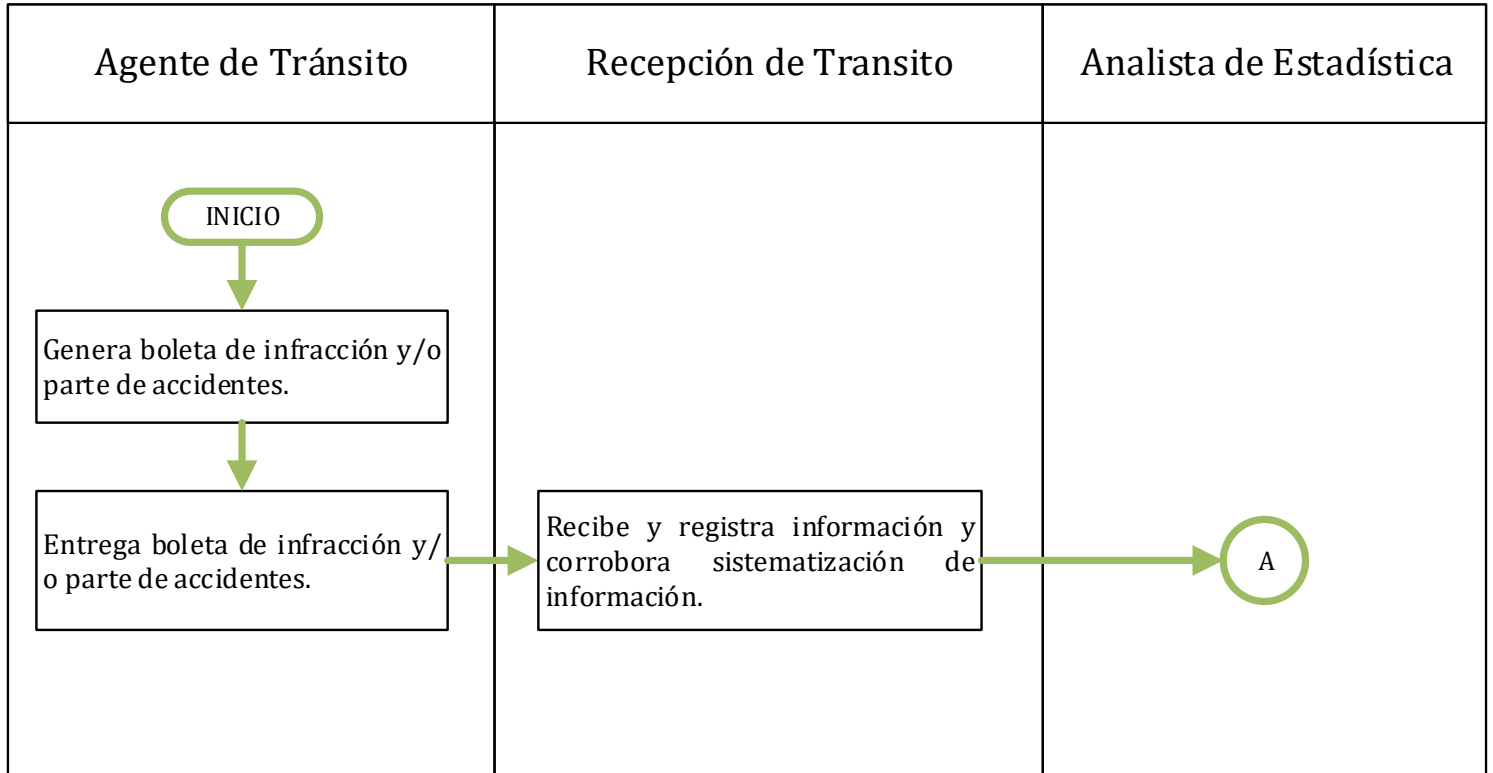 Agente de Tránsito
Recepción de Transito
Analista de Estadística
INICIO
Genera boleta de infracción y/o
parte de accidentes.
Entrega boleta de infracción y/
o parte de accidentes.
Recibe y registra información y
corrobora sistematización de
información.
A